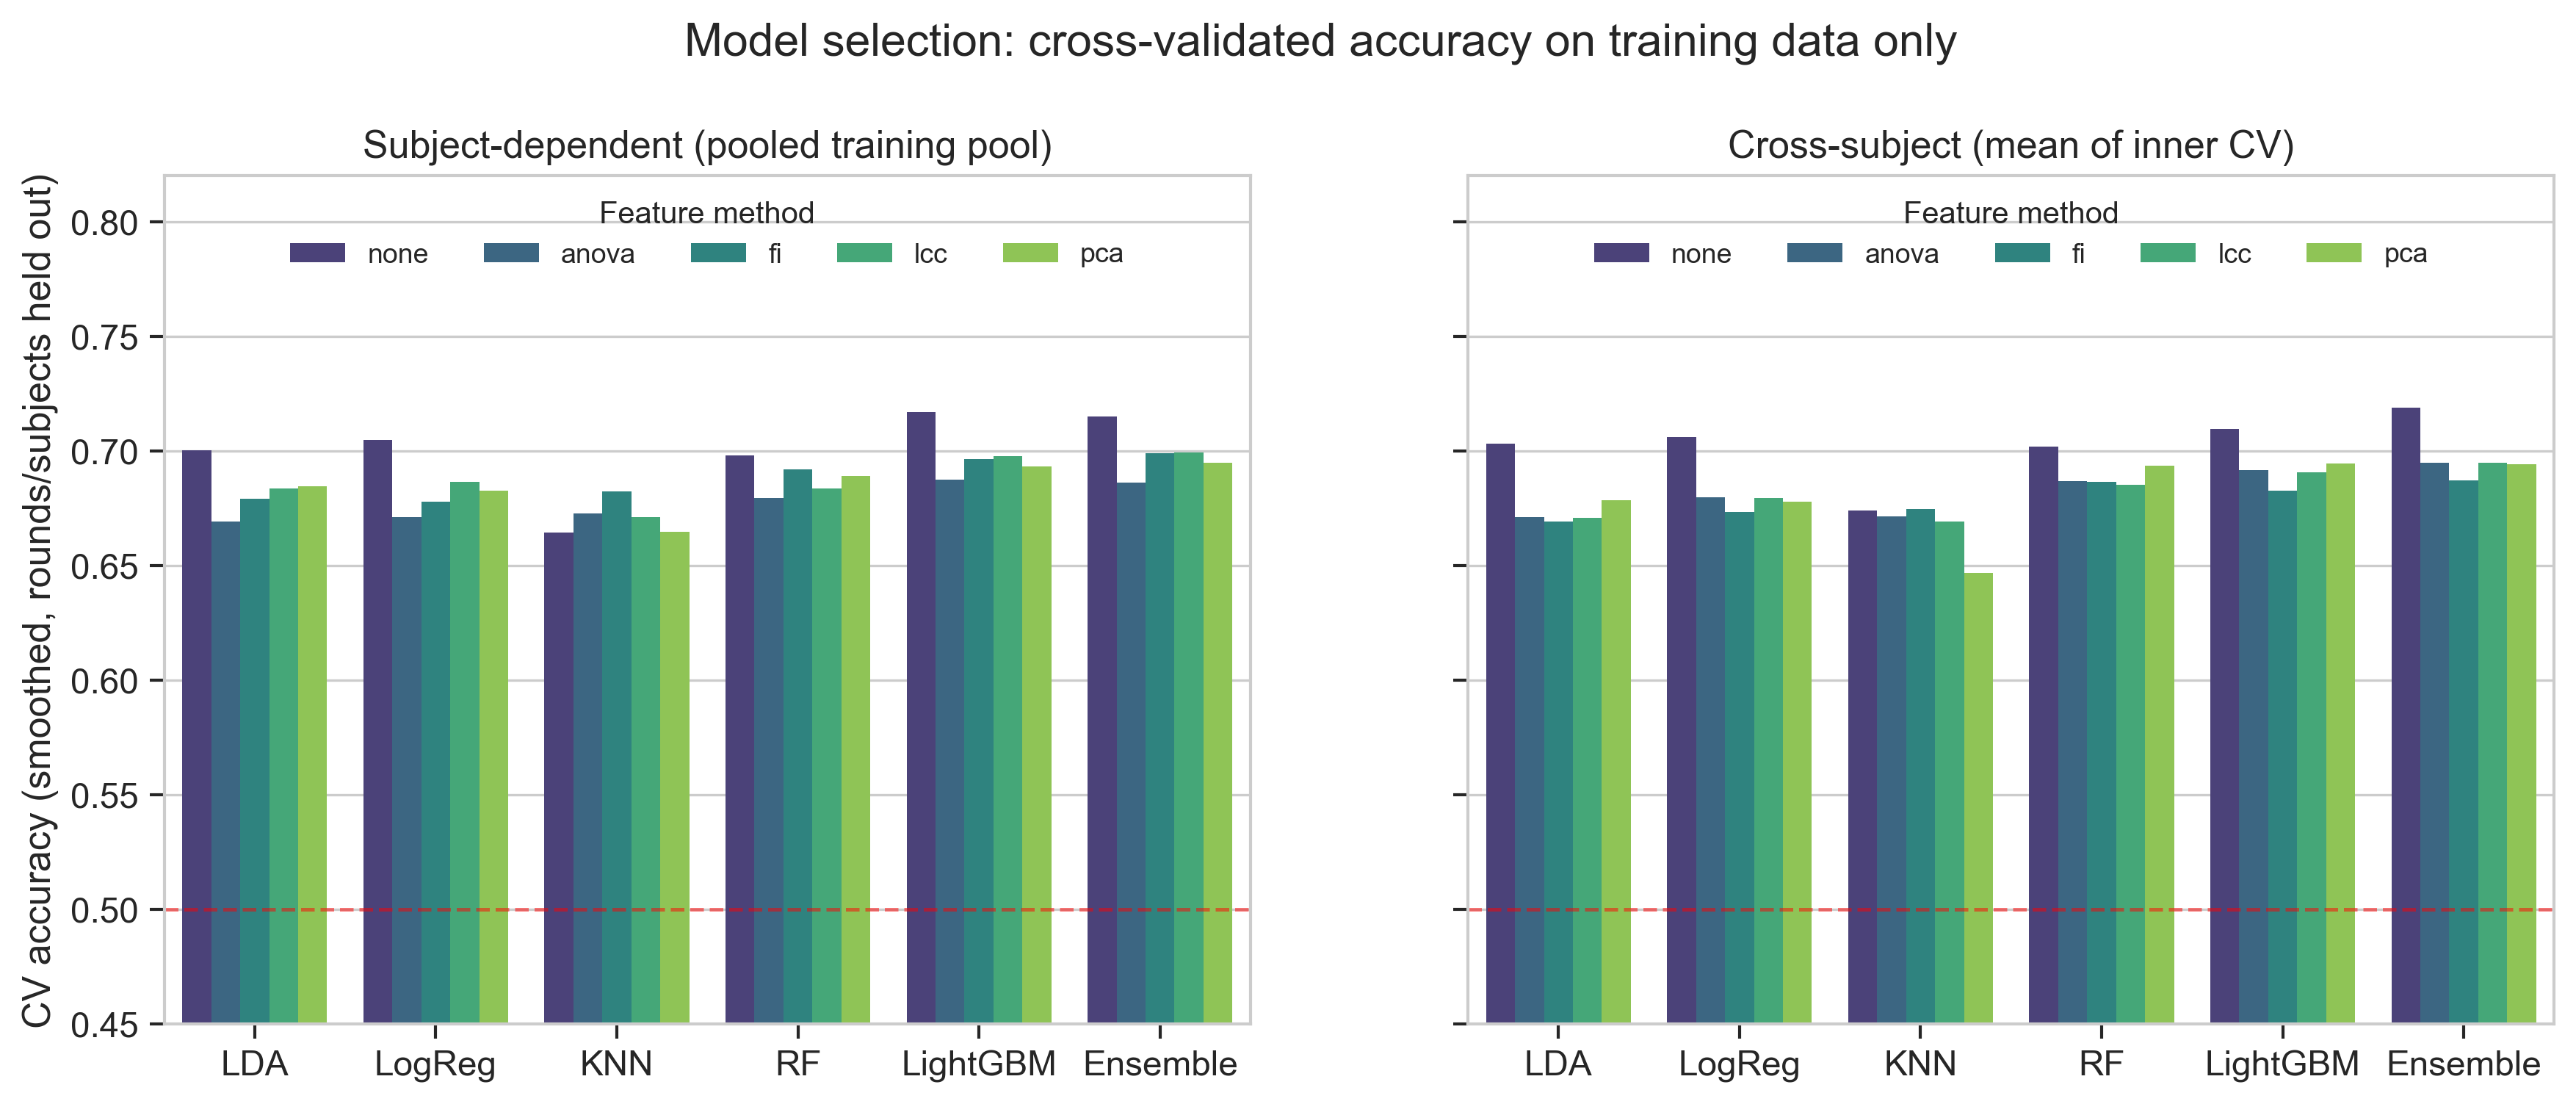 Model selection: cross-validated accuracy on training data only
Subject-dependent (pooled training pool)
CV accuracy (smoothed, rounds/subjects held out)
0.80
0.75
0.70
0.65
0.60
0.55
0.50
0.45
Feature method
none anova fi lcc pca
LDA LogReg KNN RF LightGBM Ensemble
Cross-subject (mean of inner CV)
Feature method
none anova fi lcc pca
LDA LogReg KNN RF LightGBM Ensemble